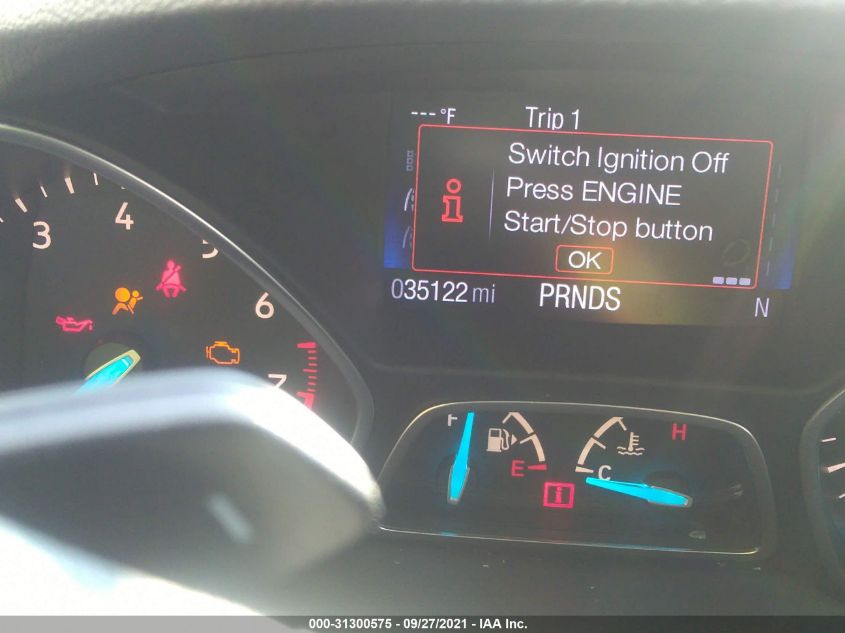 ---°F Trip 1
Switch Ignition Off
Press ENGINE
Start/Stop button
OK
035122 mi PRNDS N
3 4 5 6 7
E C H
000-31300575 - 09/27/2021 - IAA Inc.